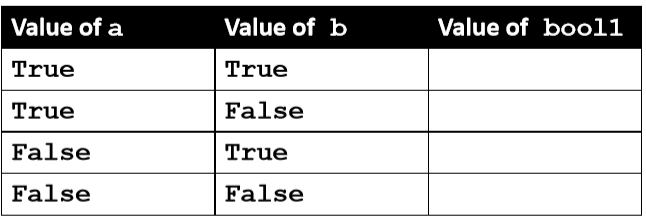 Value of a Value of b Value of bool1
True True
True False
False True
False False